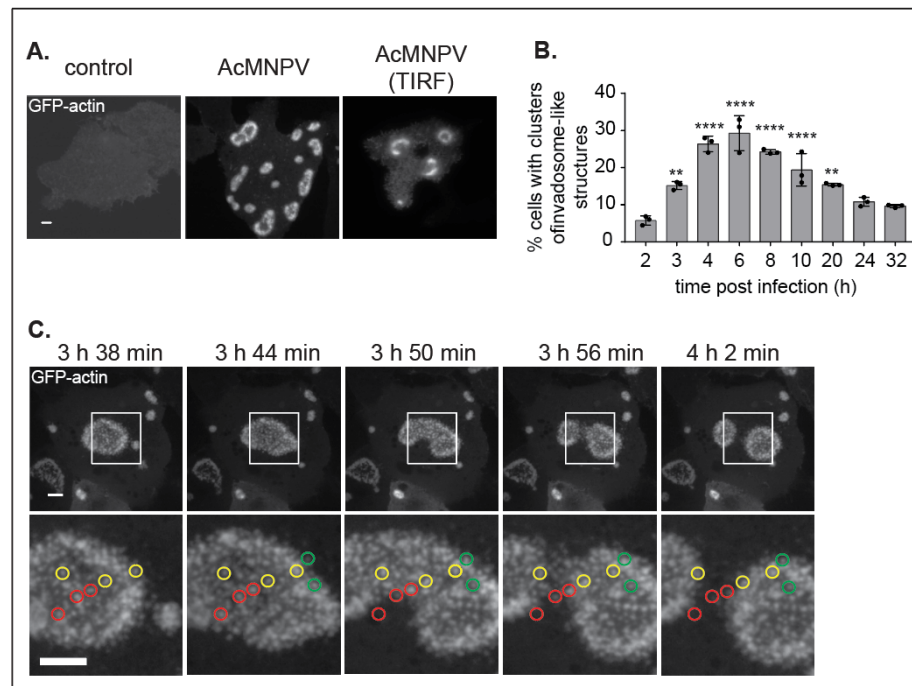 A.
control
AcMNPV
AcMNPV
(TIRF)
GFP-actin
B.
% cells with clusters
ofinvadosome-like
structures
40
30
20
10
0
**
****
****
****
****
**
2 3 4 6 8 10 20 24 32
time post infection (h)
C.
3 h 38 min 3 h 44 min 3 h 50 min 3 h 56 min 4 h 2 min
GFP-actin